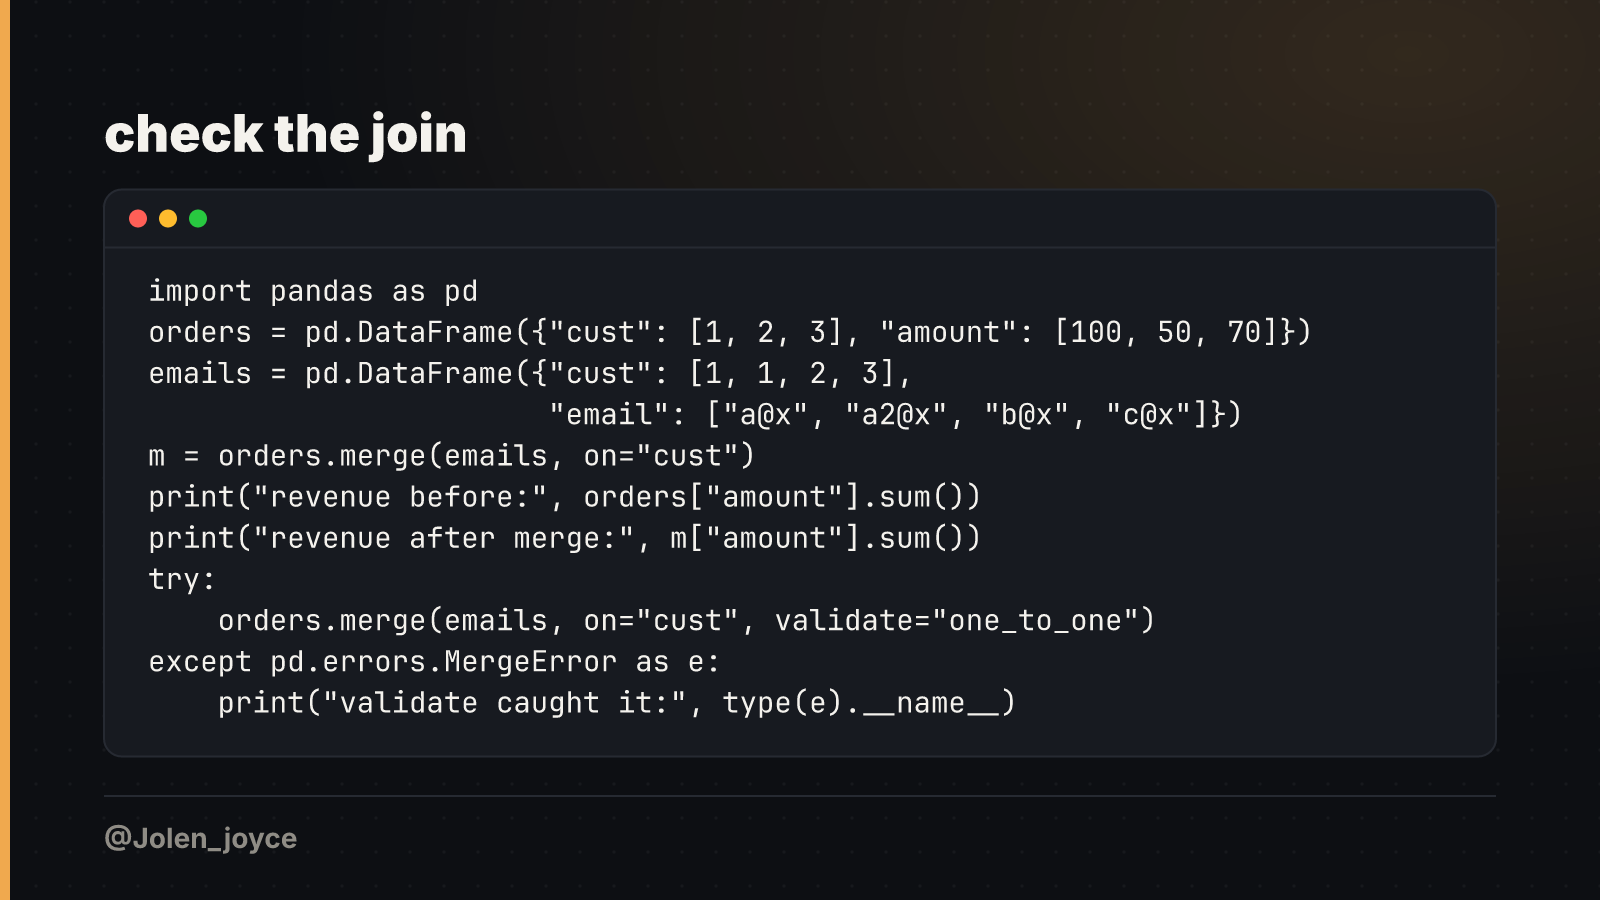 check the join
import pandas as pd
orders = pd.DataFrame({"cust": [1, 2, 3], "amount": [100, 50, 70]})
emails = pd.DataFrame({"cust": [1, 1, 2, 3],
                       "email": ["a@x", "a2@x", "b@x", "c@x"]})
m = orders.merge(emails, on="cust")
print("revenue before:", orders["amount"].sum())
print("revenue after merge:", m["amount"].sum())
try:
    orders.merge(emails, on="cust", validate="one_to_one")
except pd.errors.MergeError as e:
    print("validate caught it:", type(e).__name__)
@Jolen_joyce